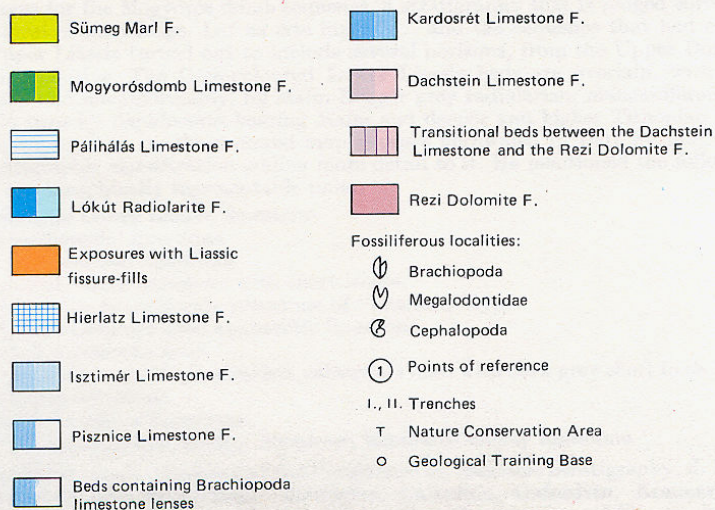 Sümeg Marl F.
Mogyorósdomb Limestone F.
Pálihálás Limestone F.
Lókút Radiolarite F.
Exposures with Liassic
fissure-fills
Hierlatz Limestone F.
Isztimér Limestone F.
Pisznice Limestone F.
Beds containing Brachiopoda
limestone lenses
Kardosrét Limestone F.
Dachstein Limestone F.
Transitional beds between the Dachstein
Limestone and the Rezi Dolomite F.
Rezi Dolomite F.
Fossiliferous localities:
Brachiopoda
Megalodontidae
Cephalopoda
1 Points of reference
I., II. Trenches
T Nature Conservation Area
o Geological Training Base